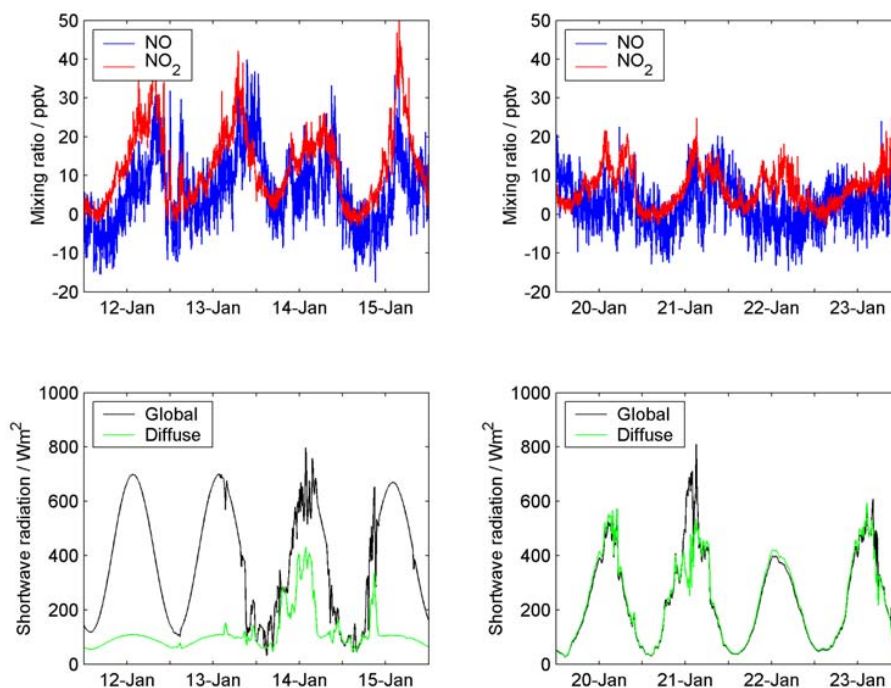 50
40
30
20
10
0
-10
-20
Mixing ratio / pptv
NO
NO₂
12-Jan 13-Jan 14-Jan 15-Jan
50
40
30
20
10
0
-10
-20
Mixing ratio / pptv
NO
NO₂
20-Jan 21-Jan 22-Jan 23-Jan
1000
800
600
400
200
0
Shortwave radiation / Wm²
Global
Diffuse
12-Jan 13-Jan 14-Jan 15-Jan
1000
800
600
400
200
0
Shortwave radiation / Wm²
Global
Diffuse
20-Jan 21-Jan 22-Jan 23-Jan